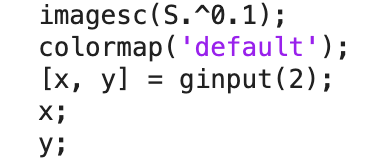 imagesc(S.^0.1);
colormap('default');
[x, y] = ginput(2);
x;
y;